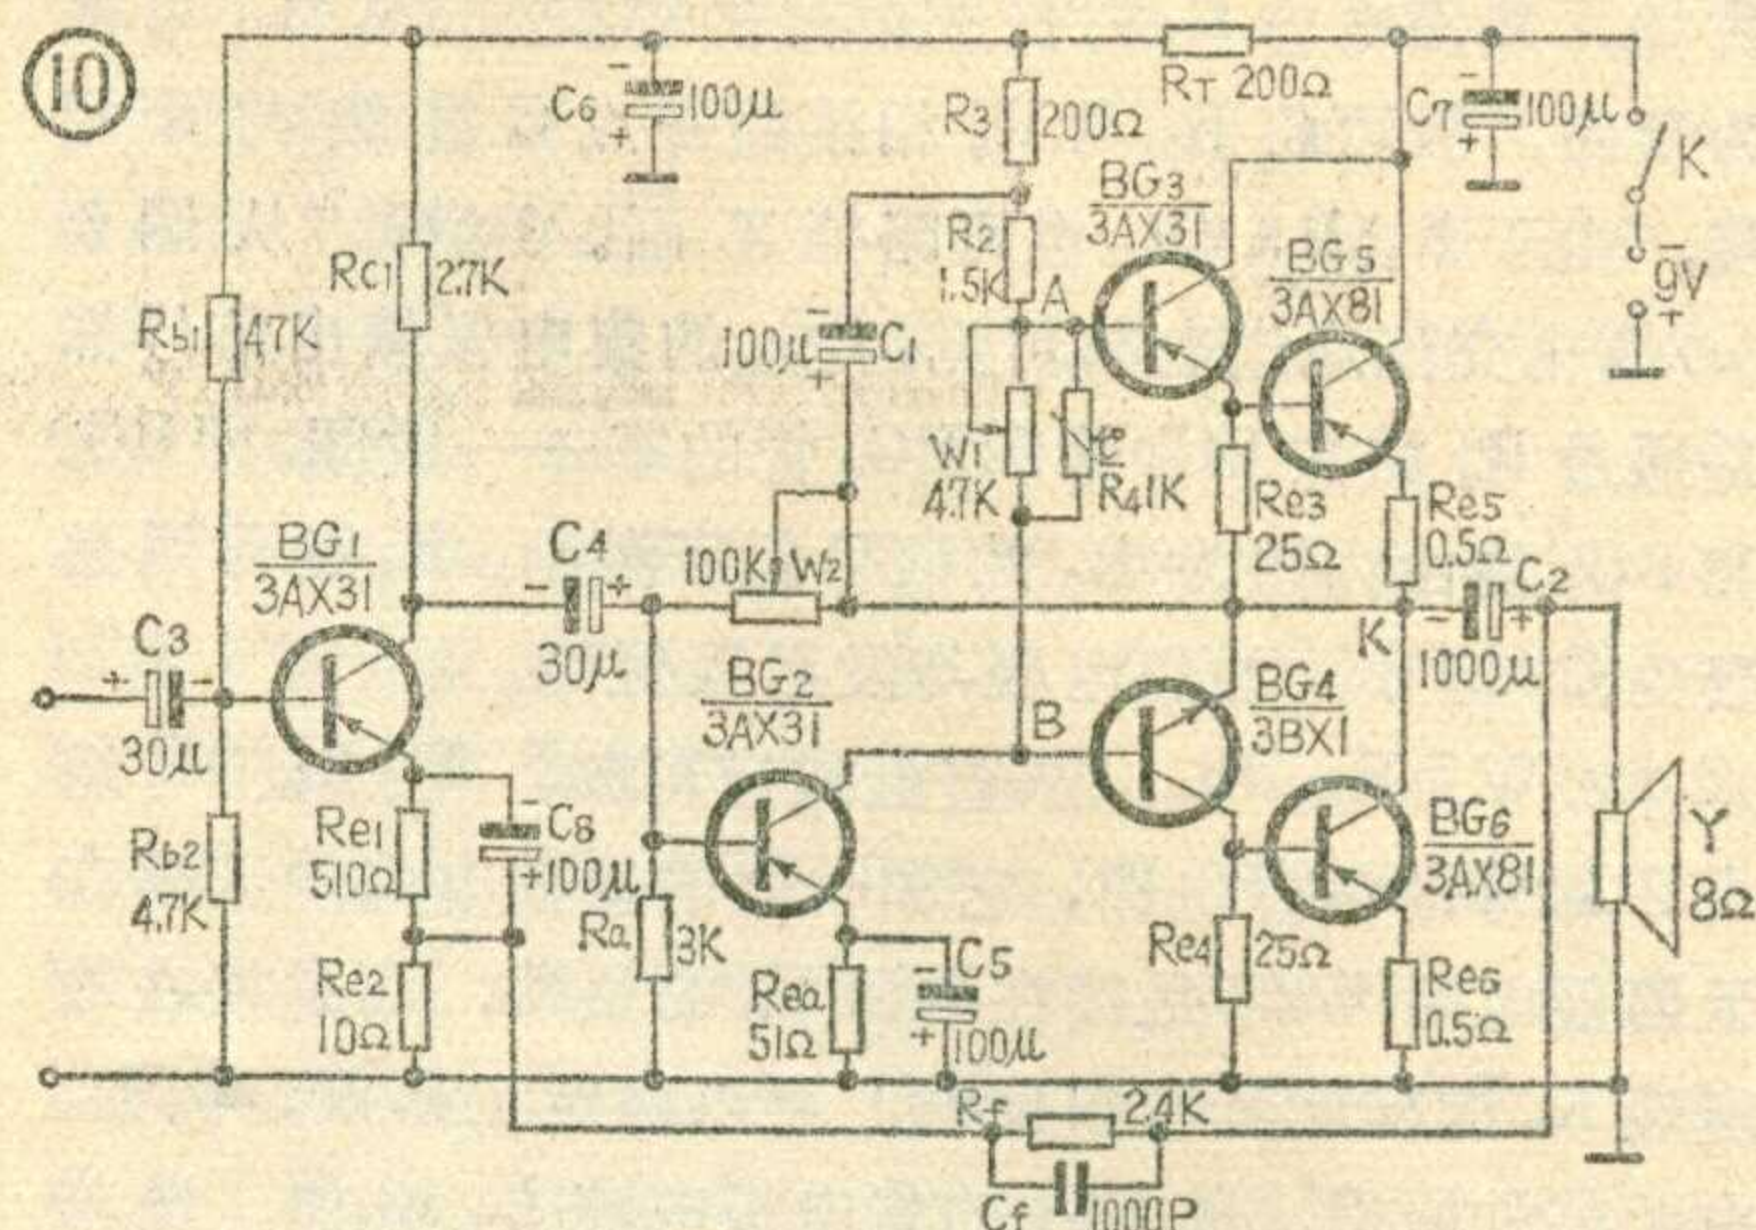 10
C6
−
+
100μ
R3
200Ω
RT 200Ω
C7
−
+
100μ
K
−
9V
+
Rb1
47K
RC1
2.7K
100μ
−
+
C1
R2
1.5K
A
BG3
3AX31
BG5
3AX81
W1
4.7K
R4 1K
Re3
25Ω
Re5
0.5Ω
BG1
3AX31
C4
− +
30μ
100K W2
K
C2
− +
1000μ
C3
+ −
30μ
BG2
3AX31
B
BG4
3BX1
BG6
3AX81
Y
8Ω
Rb2
4.7K
Re1
510Ω
−
C8
+100μ
Re2
10Ω
Ra
3K
Rea
51Ω
−
C5
+
100μ
Re4
25Ω
Re6
0.5Ω
Rf
2.4K
Cf
1000P